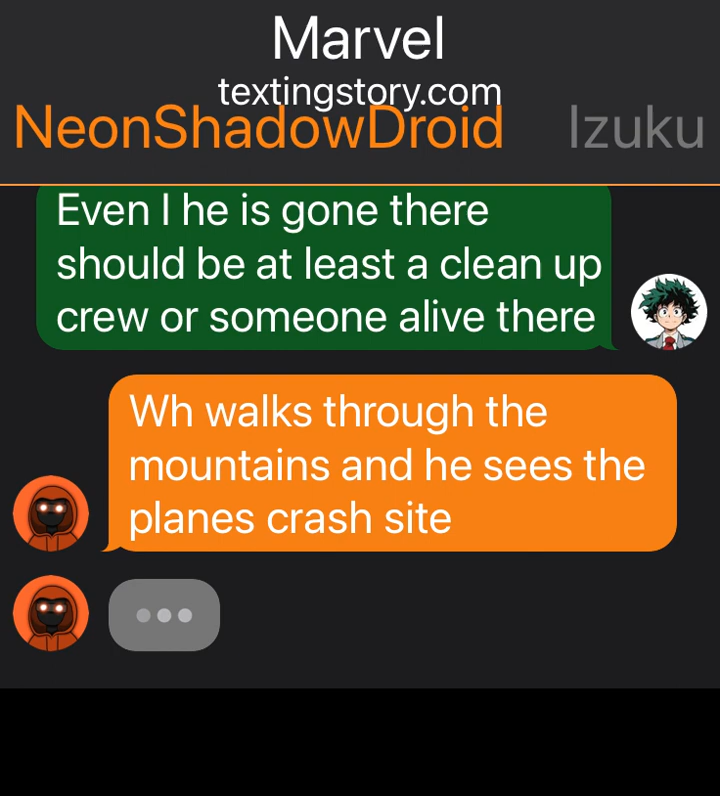 Marvel
textingstory.com
NeonShadowDroid Izuku
Even I he is gone there
should be at least a clean up
crew or someone alive there
Wh walks through the
mountains and he sees the
planes crash site